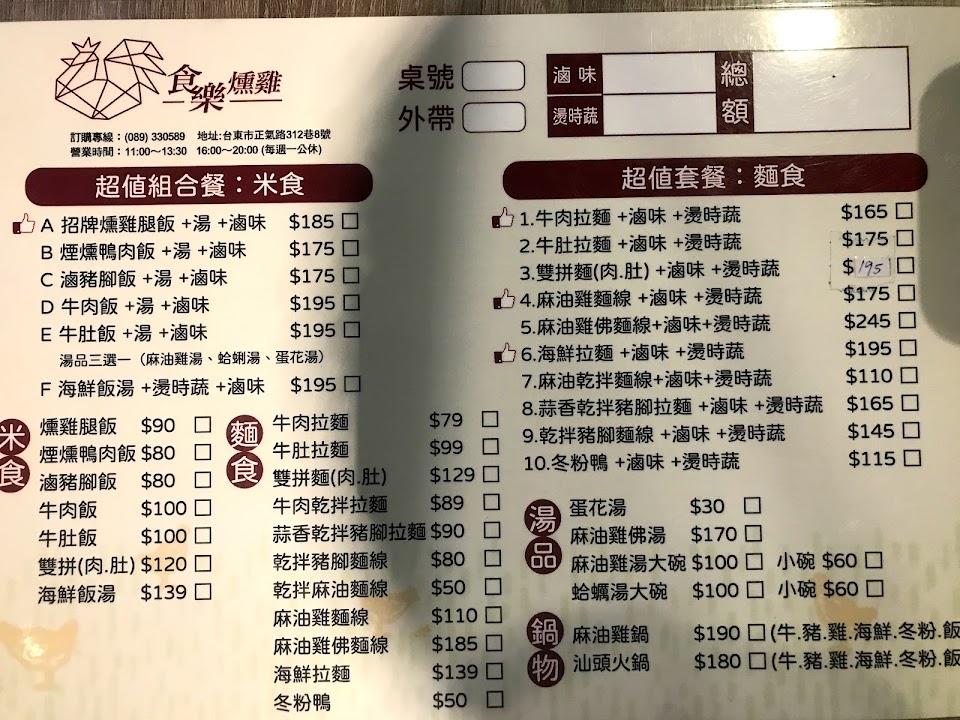 食樂燻雞
訂購專線：(089) 330589 地址:台東市正氣路312巷8號
營業時間：11:00～13:30 16:00～20:00 (每週一公休)
桌號
外帶
滷味
燙時蔬
總額
超值組合餐：米食
A 招牌燻雞腿飯 +湯 +滷味 $185
B 煙燻鴨肉飯 +湯 +滷味 $175
C 滷豬腳飯 +湯 +滷味 $175
D 牛肉飯 +湯 +滷味 $195
E 牛肚飯 +湯 +滷味 $195
湯品三選一（麻油雞湯、蛤蜊湯、蛋花湯）
F 海鮮飯湯 +燙時蔬 +滷味 $195
超值套餐：麵食
1.牛肉拉麵 +滷味 +燙時蔬 $165
2.牛肚拉麵 +滷味 +燙時蔬 $175
3.雙拼麵(肉.肚) +滷味 +燙時蔬 $195
4.麻油雞麵線 +滷味 +燙時蔬 $175
5.麻油雞佛麵線+滷味 +燙時蔬 $245
6.海鮮拉麵 +滷味 +燙時蔬 $195
7.麻油乾拌麵線+滷味+燙時蔬 $110
8.蒜香乾拌豬腳拉麵 +滷味 +燙時蔬 $165
9.乾拌豬腳麵線 +滷味 +燙時蔬 $145
10.冬粉鴨 +滷味 +燙時蔬 $115
米食
燻雞腿飯 $90
煙燻鴨肉飯 $80
滷豬腳飯 $80
牛肉飯 $100
牛肚飯 $100
雙拼(肉.肚) $120
海鮮飯湯 $139
麵食
牛肉拉麵 $79
牛肚拉麵 $99
雙拼麵(肉.肚) $129
牛肉乾拌拉麵 $89
蒜香乾拌豬腳拉麵 $90
乾拌豬腳麵線 $80
乾拌麻油麵線 $50
麻油雞麵線 $110
麻油雞佛麵線 $185
海鮮拉麵 $139
冬粉鴨 $50
湯品
蛋花湯 $30
麻油雞佛湯 $170
麻油雞湯大碗 $100 小碗 $60
蛤蠣湯大碗 $100 小碗 $60
鍋物
麻油雞鍋 $190 (牛.豬.雞.海鮮.冬粉.飯
汕頭火鍋 $180 (牛.豬.雞.海鮮.冬粉.飯